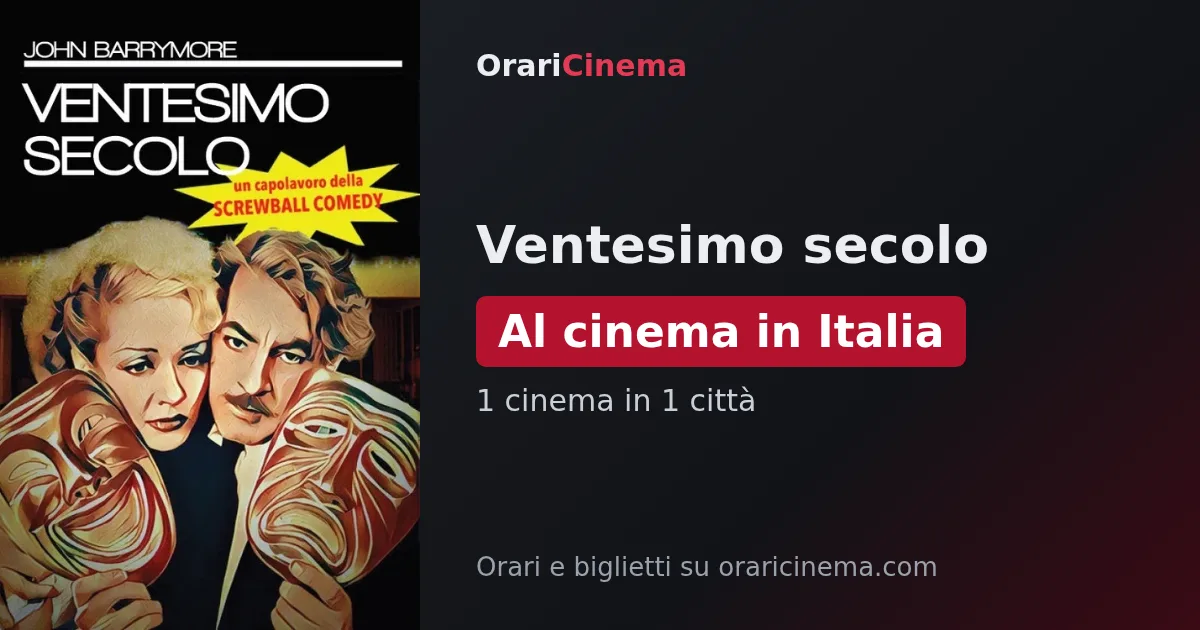 JOHN BARRYMORE
VENTESIMO
SECOLO
un capolavoro della
SCREWBALL COMEDY
OrariCinema
Ventesimo secolo
Al cinema in Italia
1 cinema in 1 città
Orari e biglietti su oraricinema.com